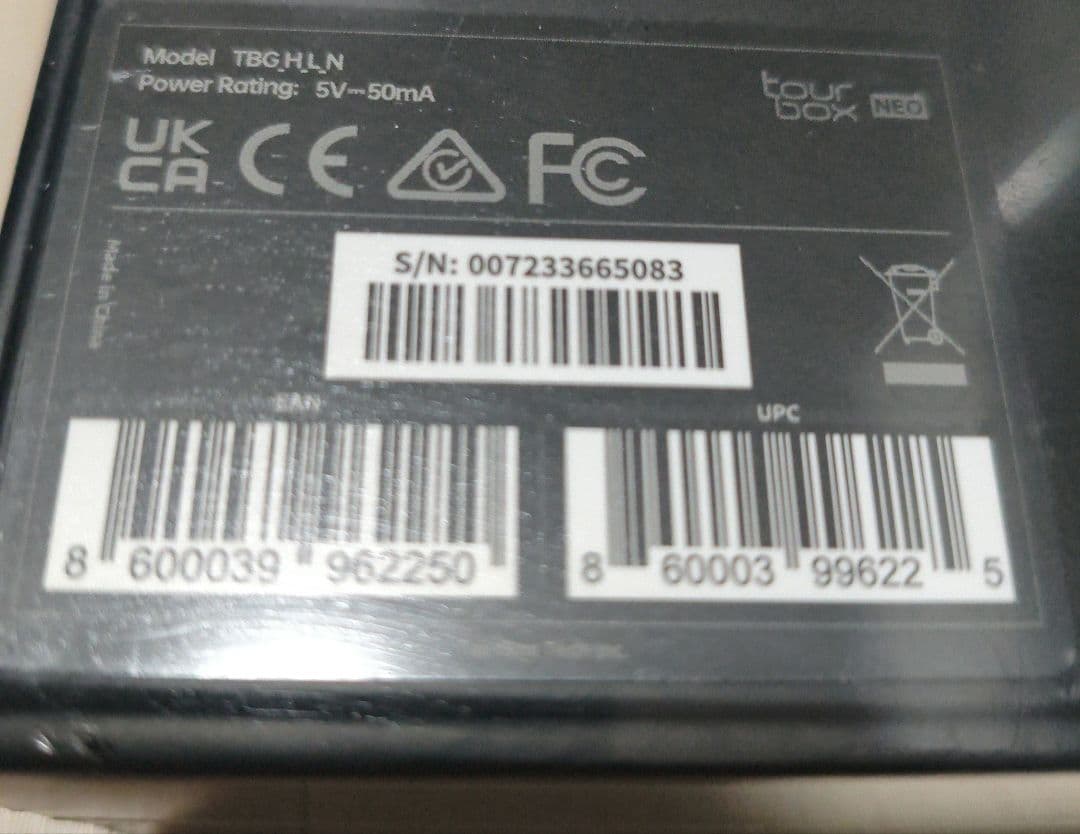 Model TBG_H_L_N
Power Rating: 5V⎓50mA
tour
box NEO
UK
CA CE FC
Made in China
S/N: 007233665083
EAN
UPC
8 600039 962250
8 60003 99622 5